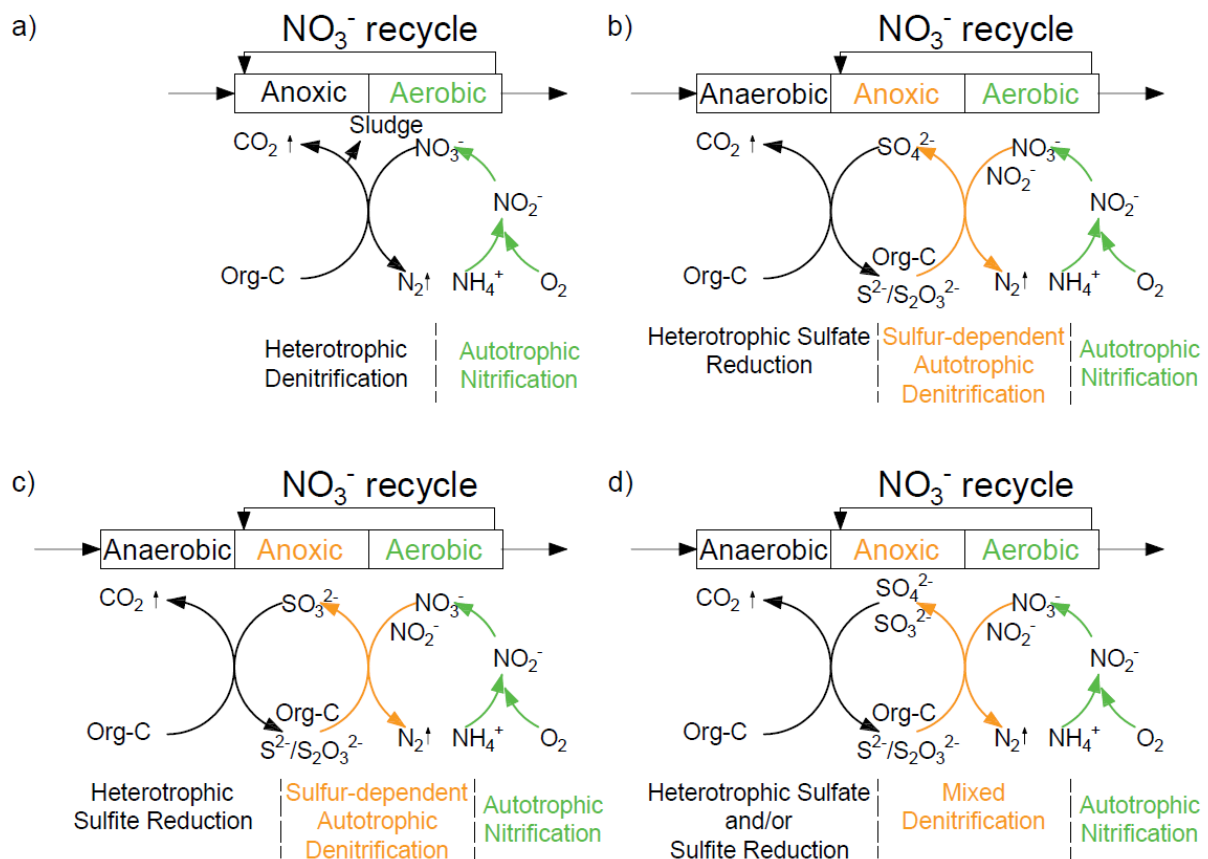 a)
NO₃⁻ recycle
Anoxic Aerobic
Sludge
CO₂ ↑ NO₃⁻
NO₂⁻
Org-C N₂↑ NH₄⁺ O₂
Heterotrophic
Denitrification
Autotrophic
Nitrification
b)
NO₃⁻ recycle
Anaerobic Anoxic Aerobic
CO₂ ↑ SO₄²⁻ NO₃⁻
NO₂⁻
NO₂⁻
Org-C
Org-C
S²⁻/S₂O₃²⁻ N₂↑ NH₄⁺ O₂
Heterotrophic Sulfate
Reduction
Sulfur-dependent
Autotrophic
Denitrification
Autotrophic
Nitrification
c)
NO₃⁻ recycle
Anaerobic Anoxic Aerobic
CO₂ ↑ SO₃²⁻ NO₃⁻
NO₂⁻
NO₂⁻
Org-C
Org-C
S²⁻/S₂O₃²⁻ N₂↑ NH₄⁺ O₂
Heterotrophic
Sulfite Reduction
Sulfur-dependent
Autotrophic
Denitrification
Autotrophic
Nitrification
d)
NO₃⁻ recycle
Anaerobic Anoxic Aerobic
SO₄²⁻
CO₂ ↑ NO₃⁻
SO₃²⁻ NO₂⁻
NO₂⁻
Org-C
Org-C
S²⁻/S₂O₃²⁻ N₂↑ NH₄⁺ O₂
Heterotrophic Sulfate
and/or
Sulfite Reduction
Mixed
Denitrification
Autotrophic
Nitrification